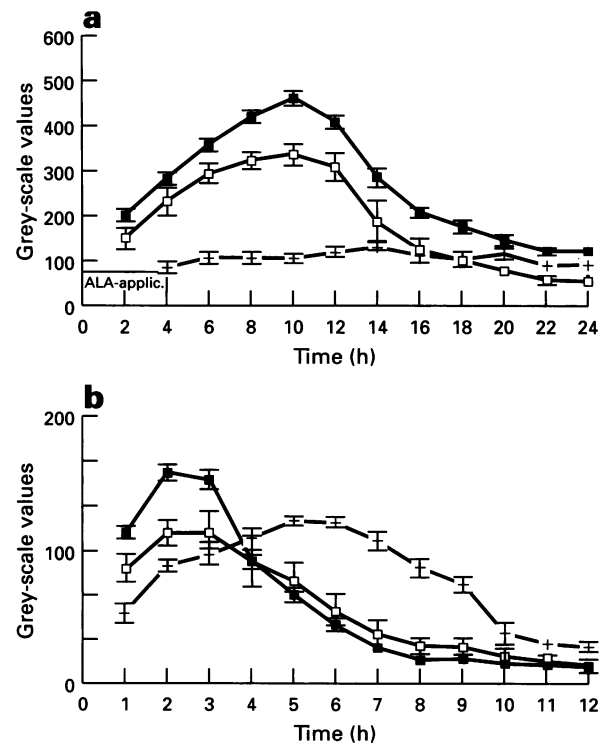 a
600
500
400
300
200
100
0
Grey-scale values
ALA-applic.
0 2 4 6 8 10 12 14 16 18 20 22 24
Time (h)
b
200
100
0
Grey-scale values
0 1 2 3 4 5 6 7 8 9 10 11 12
Time (h)